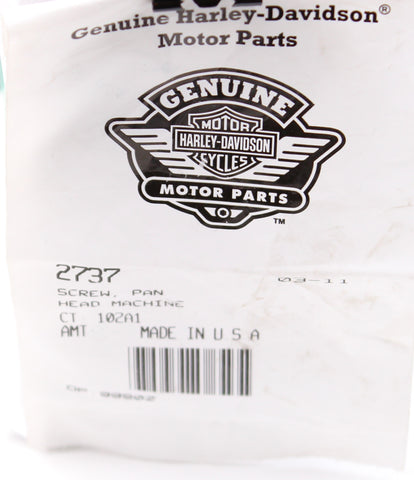 Genuine Harley-Davidson®
Motor Parts
GENUINE
MOTOR
HARLEY-DAVIDSON
CYCLES
MOTOR PARTS
TM
2737 03-11
SCREW, PAN
HEAD MACHINE
CT 102A1
AMT MADE IN U S A